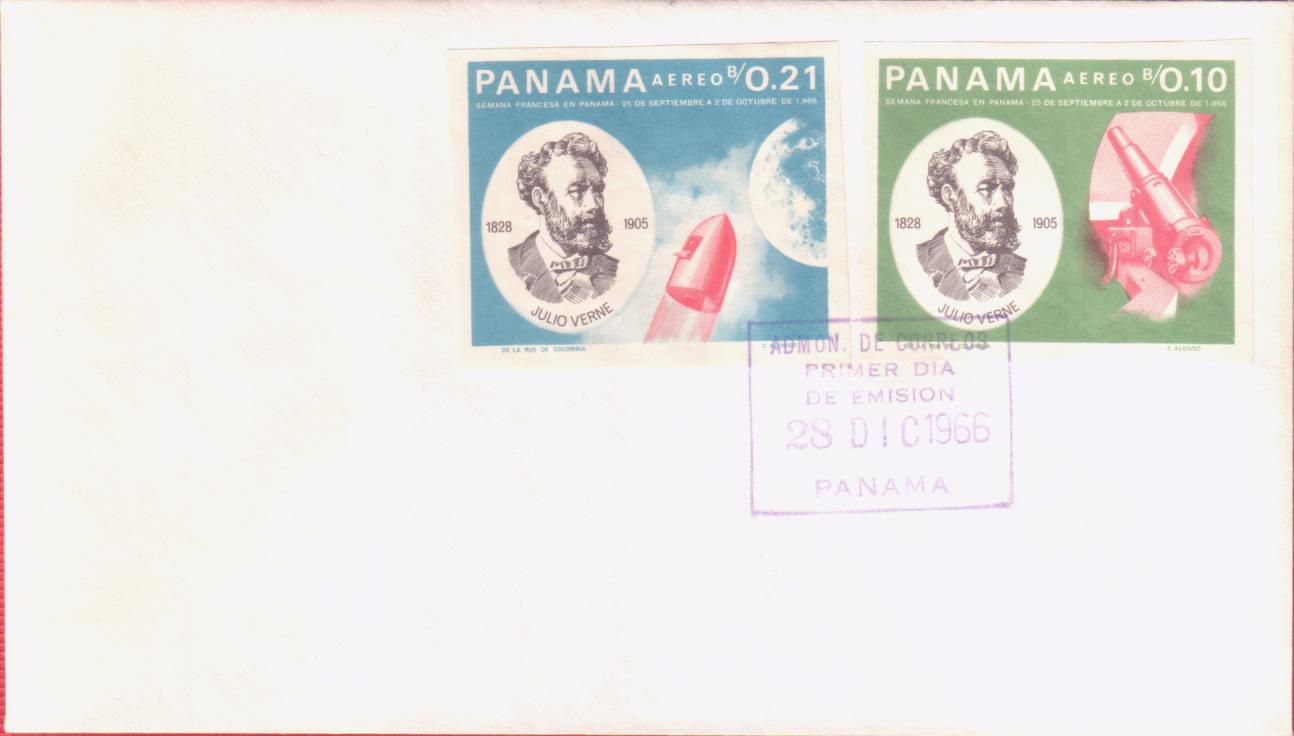 PANAMA AEREO B/0.21
SEMANA FRANCESA EN PANAMA - 25 DE SEPTIEMBRE A 2 DE OCTUBRE DE 1.966
1828 1905
JULIO VERNE
DE LA RUE DE COLOMBIA C. ALONSO
PANAMA AEREO B/0.10
SEMANA FRANCESA EN PANAMA - 25 DE SEPTIEMBRE A 2 DE OCTUBRE DE 1.966
1828 1905
JULIO VERNE
C. ALONSO
ADMON. DE CORREOS
PRIMER DIA
DE EMISION
28 DIC 1966
PANAMA